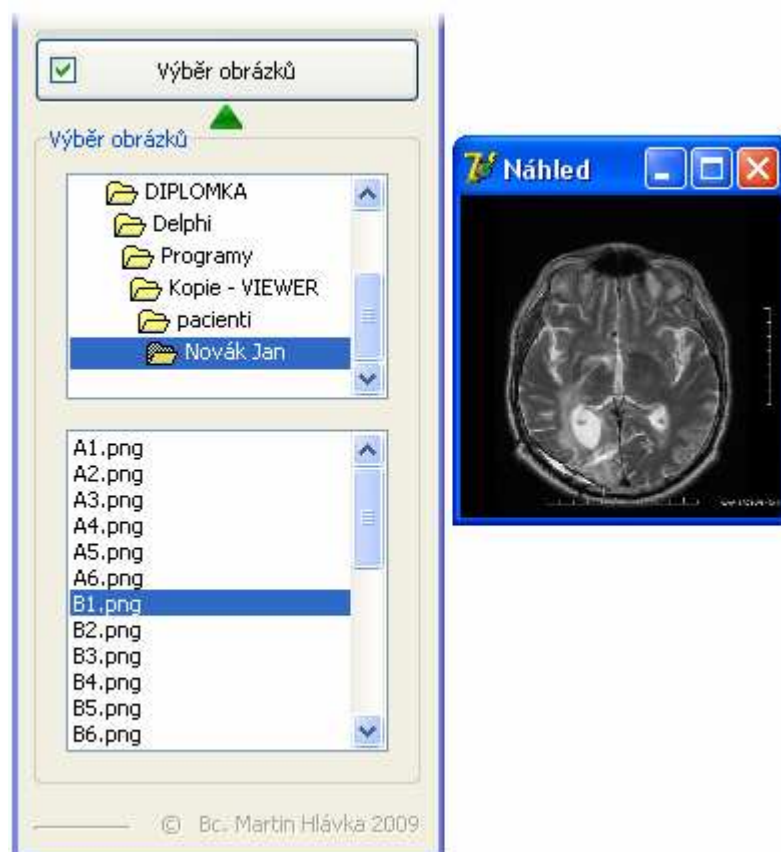 Výběr obrázků
Výběr obrázků
DIPLOMKA
Delphi
Programy
Kopie - VIEWER
pacienti
Novák Jan
A1.png
A2.png
A3.png
A4.png
A5.png
A6.png
B1.png
B2.png
B3.png
B4.png
B5.png
B6.png
© Bc. Martin Hlávka 2009
Náhled